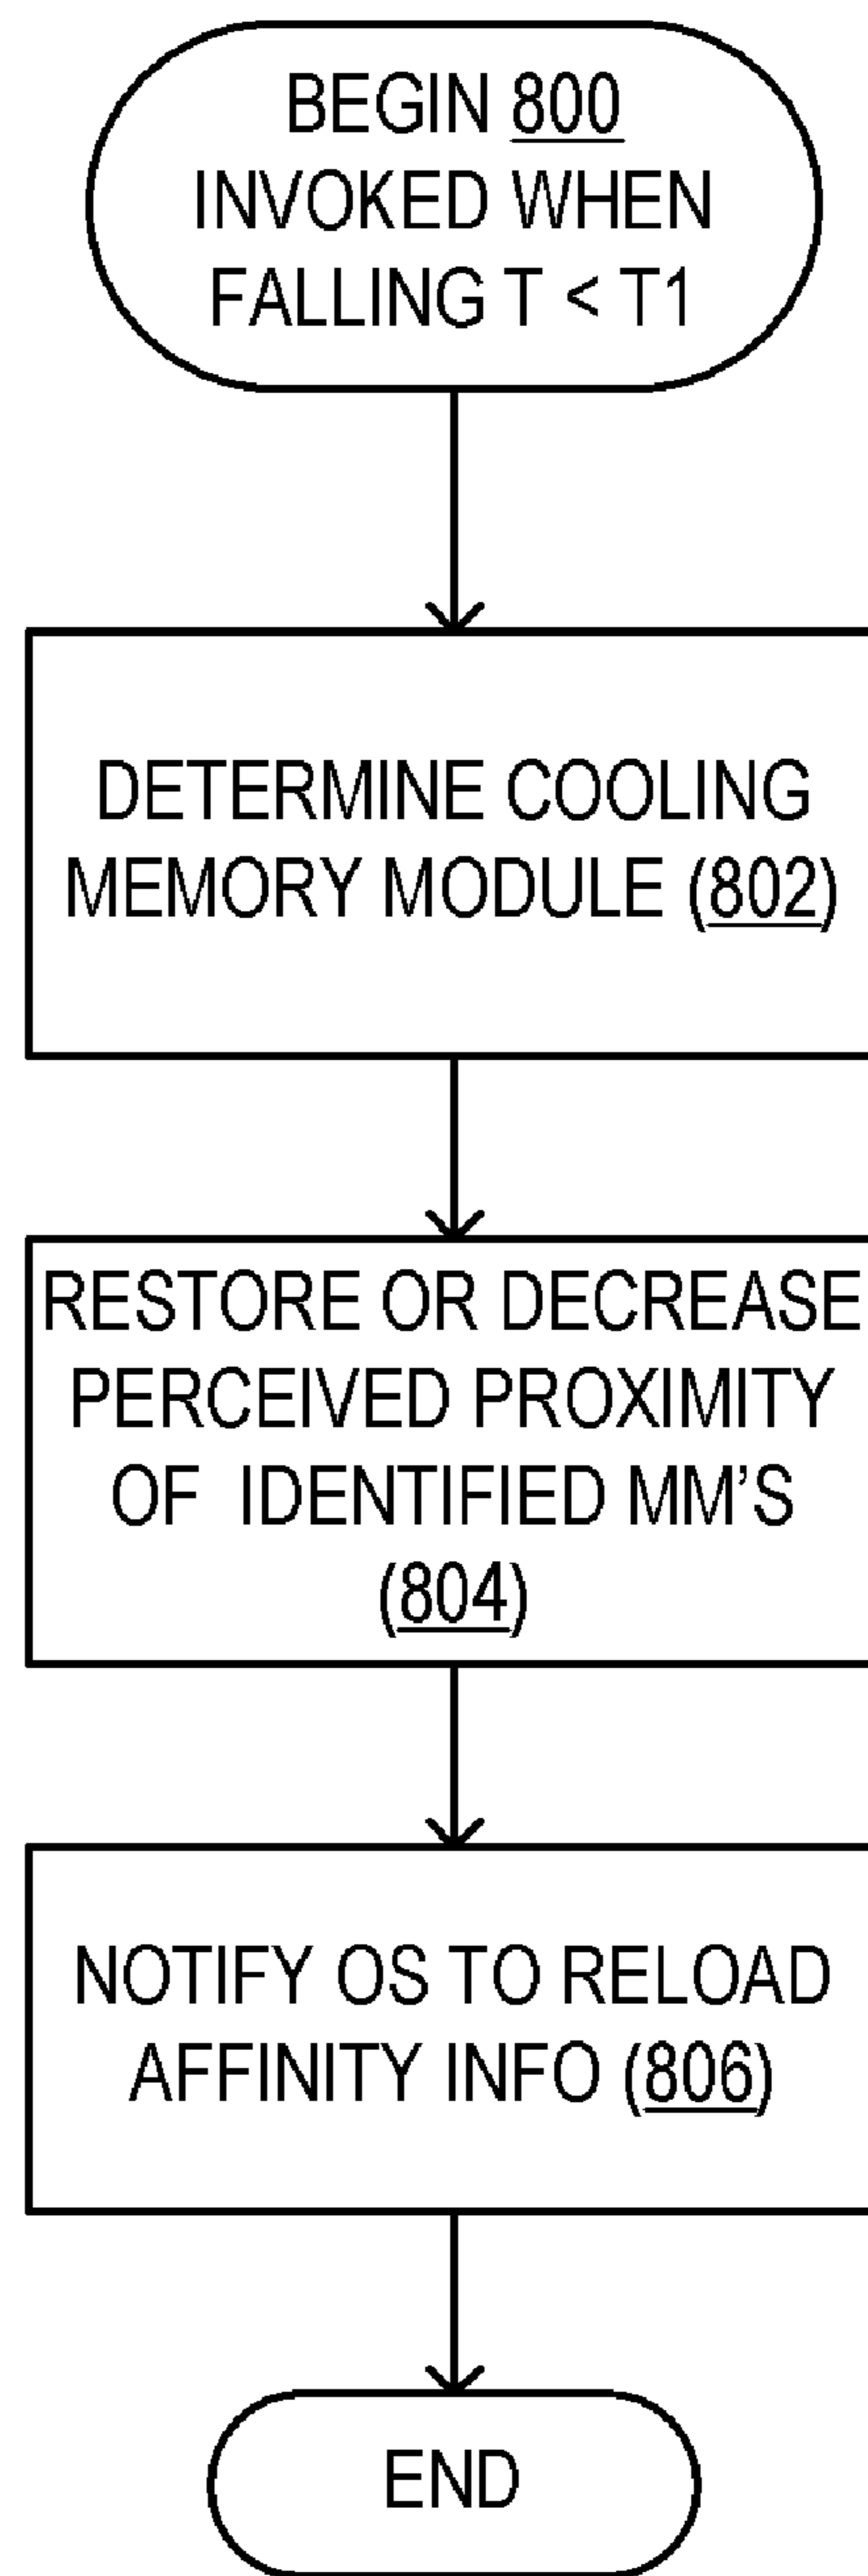 BEGIN 800
INVOKED WHEN
FALLING T < T1
DETERMINE COOLING
MEMORY MODULE (802)
RESTORE OR DECREASE
PERCEIVED PROXIMITY
OF IDENTIFIED MM'S
(804)
NOTIFY OS TO RELOAD
AFFINITY INFO (806)
END